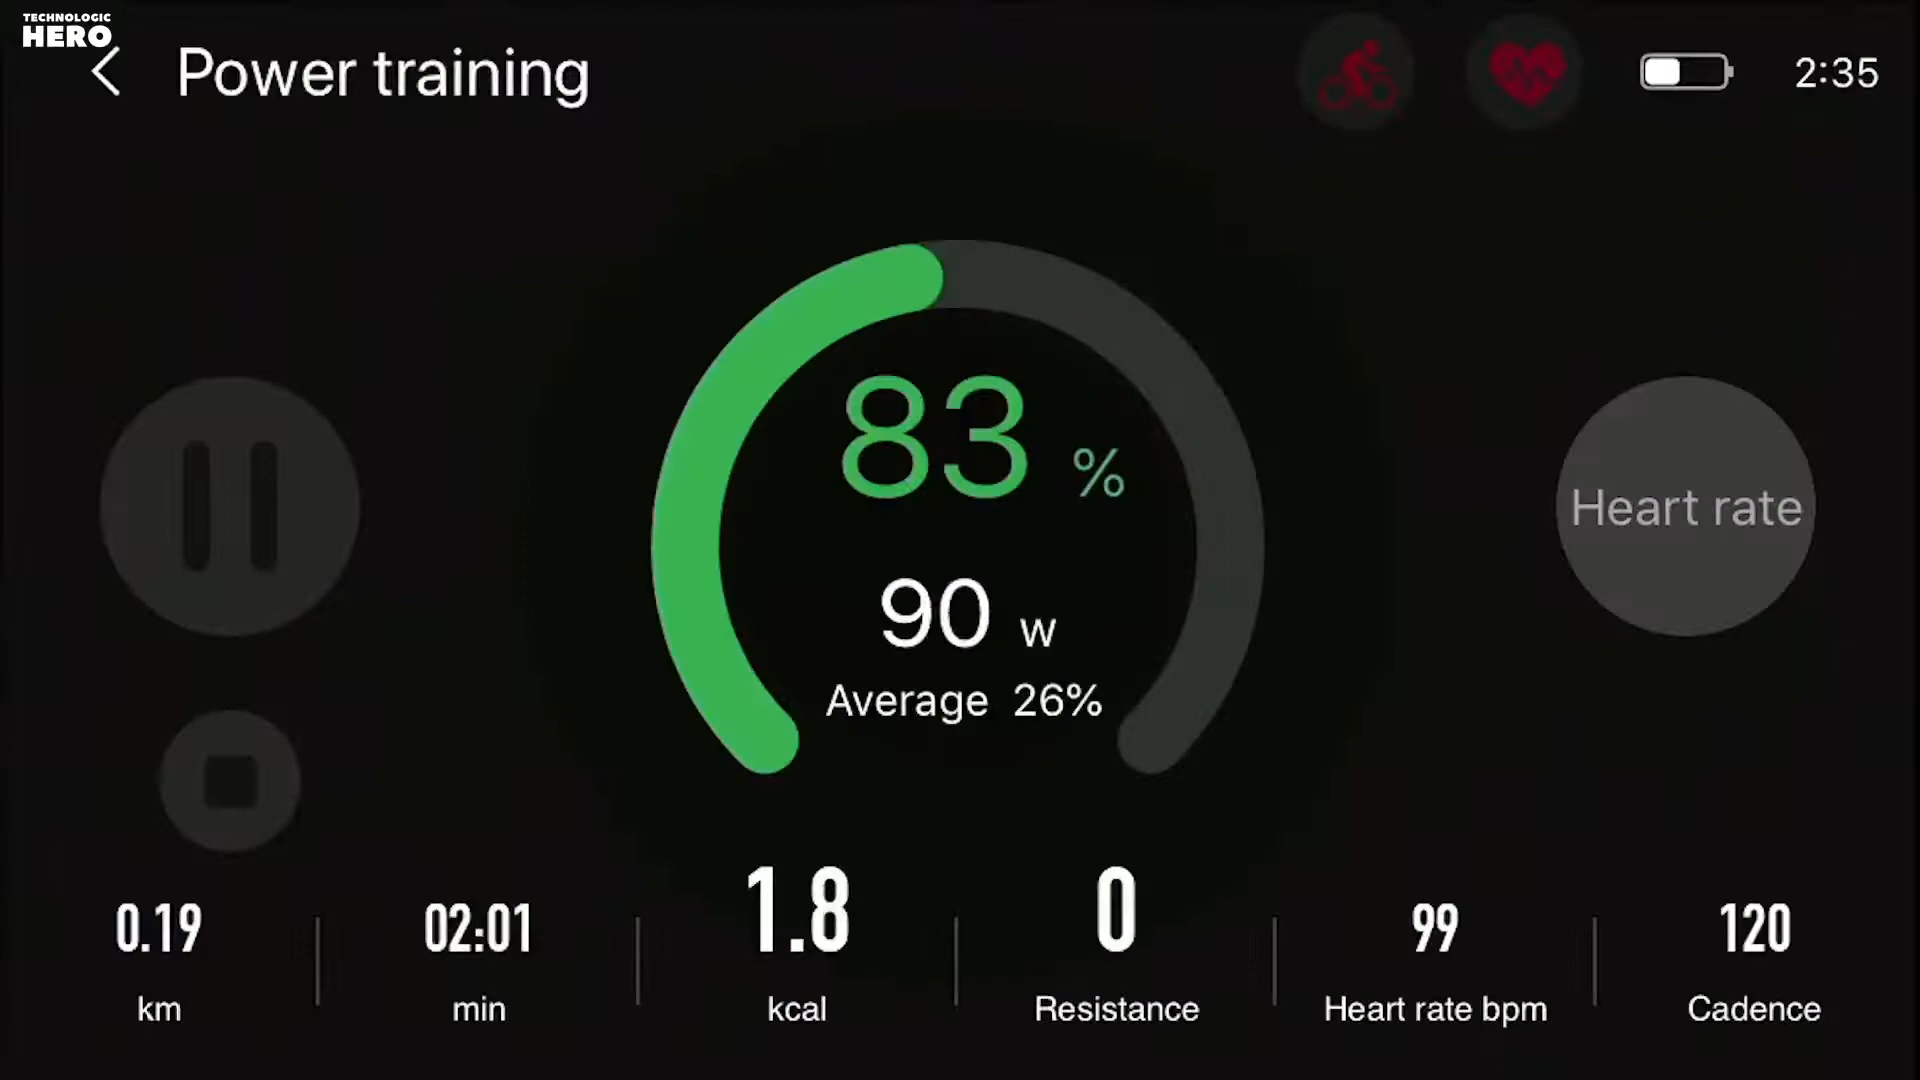 TECHNOLOGIC
HERO
Power training
2:35
83 %
90 w
Average 26%
Heart rate
0.19
km
02:01
min
1.8
kcal
0
Resistance
99
Heart rate bpm
120
Cadence